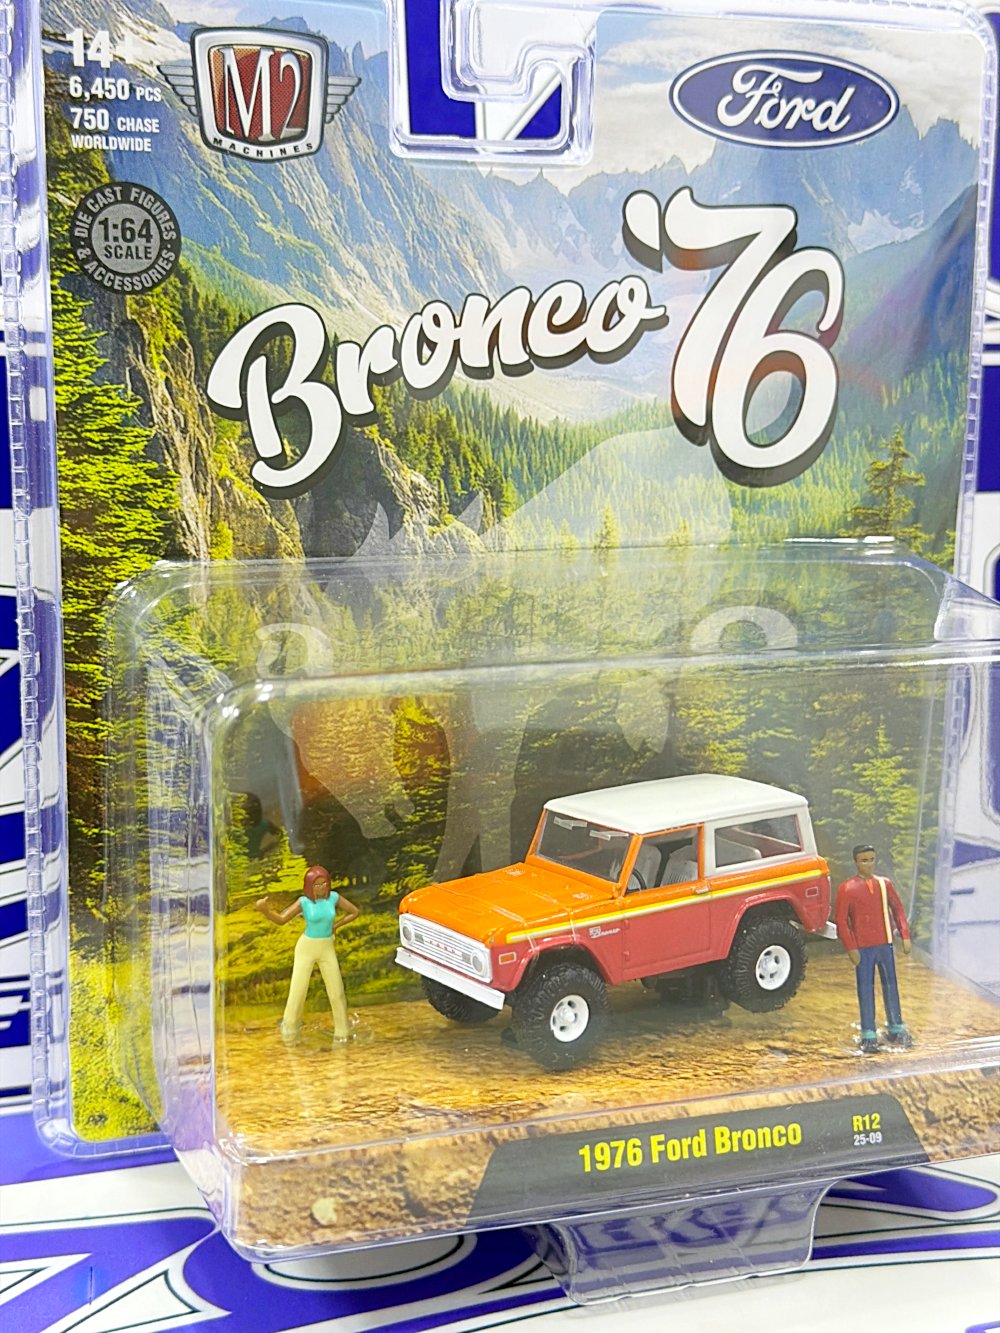 14+
6,450 PCS
750 CHASE
WORLDWIDE
M2
MACHINES
Ford
DIE CAST FIGURES
1:64
SCALE
& ACCESSORIES
Bronco '76
Bronco
1976 Ford Bronco
R12
25-09